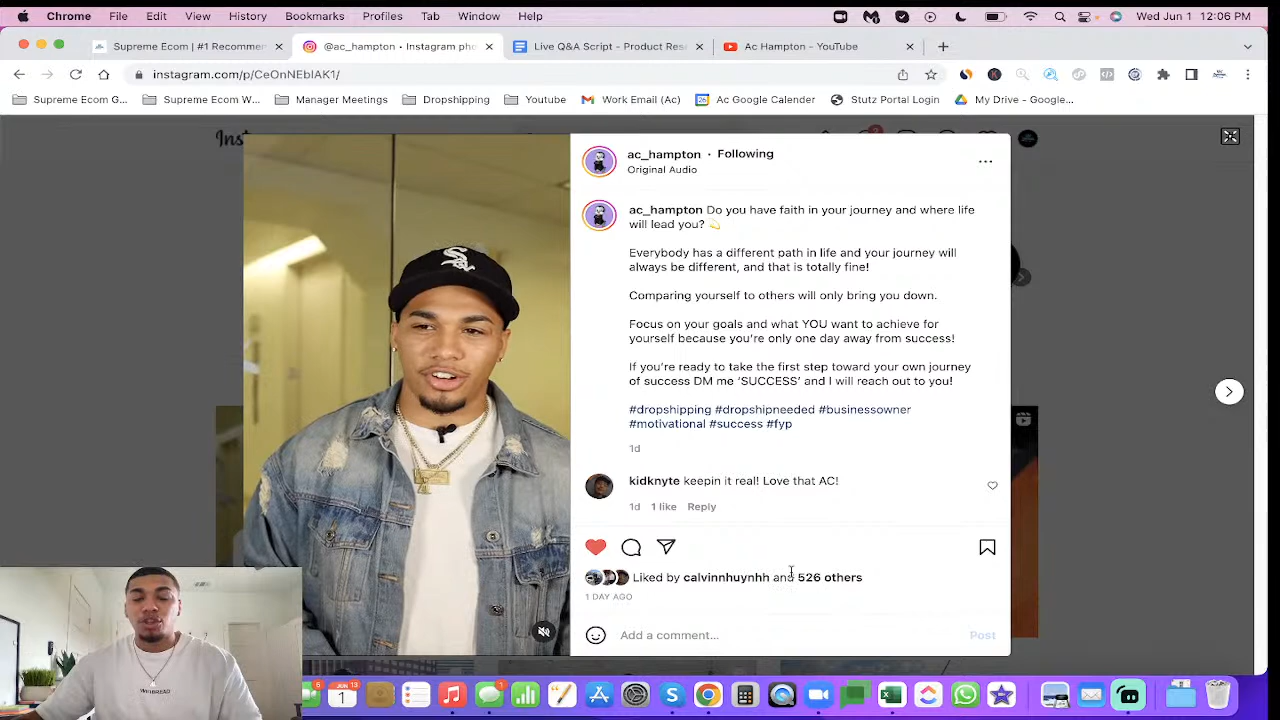 Chrome File Edit View History Bookmarks Profiles Tab Window Help Wed Jun 1 12:06 PM
Supreme Ecom | #1 Recommer × @ac_hampton • Instagram pho × Live Q&A Script - Product Res × Ac Hampton - YouTube ×
instagram.com/p/CeOnNEblAK1/
Supreme Ecom G... Supreme Ecom W... Manager Meetings Dropshipping Youtube Work Email (Ac) Ac Google Calender Stutz Portal Login My Drive - Google...
ac_hampton • Following
Original Audio
ac_hampton Do you have faith in your journey and where life
will lead you? 💫
Everybody has a different path in life and your journey will
always be different, and that is totally fine!
Comparing yourself to others will only bring you down.
Focus on your goals and what YOU want to achieve for
yourself because you're only one day away from success!
If you're ready to take the first step toward your own journey
of success DM me 'SUCCESS' and I will reach out to you!
#dropshipping #dropshipneeded #businessowner
#motivational #success #fyp
1d
kidknyte keepin it real! Love that AC!
1d 1 like Reply
Liked by calvinnhuynhh and 526 others
1 DAY AGO
Add a comment... Post